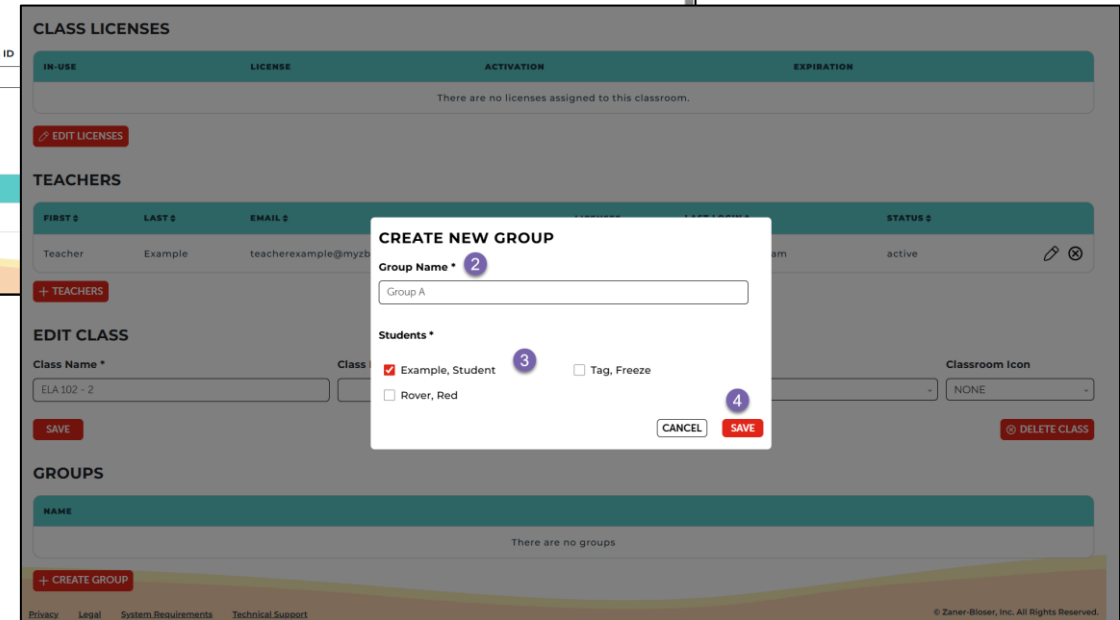 ID
CLASS LICENSES
IN-USE LICENSE ACTIVATION EXPIRATION
There are no licenses assigned to this classroom.
EDIT LICENSES
TEACHERS
FIRST LAST EMAIL STATUS
Teacher Example teacherexample@myzb am active
+ TEACHERS
CREATE NEW GROUP
Group Name * 2
Group A
Students *
3
Example, Student Tag, Freeze
Rover, Red
4
CANCEL SAVE
EDIT CLASS
Class Name * Class Classroom Icon
ELA 102 - 2 NONE
SAVE DELETE CLASS
GROUPS
NAME
There are no groups
+ CREATE GROUP
Privacy Legal System Requirements Technical Support © Zaner-Bloser, Inc. All Rights Reserved.